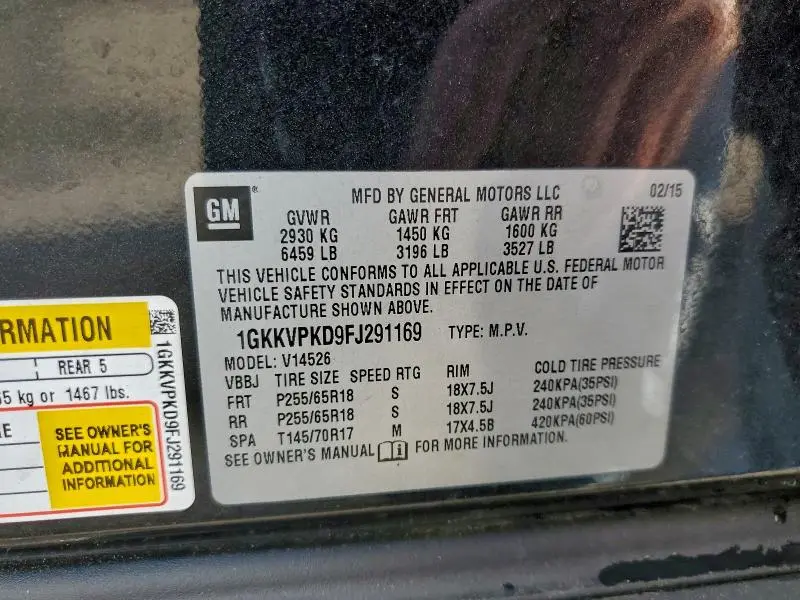 GM
MFD BY GENERAL MOTORS LLC 02/15
GVWR GAWR FRT GAWR RR
2930 KG 1450 KG 1600 KG
6459 LB 3196 LB 3527 LB
THIS VEHICLE CONFORMS TO ALL APPLICABLE U.S. FEDERAL MOTOR
VEHICLE SAFETY STANDARDS IN EFFECT ON THE DATE OF
MANUFACTURE SHOWN ABOVE.
1GKKVPKD9FJ291169 TYPE: M.P.V.
MODEL: V14526
VBBJ TIRE SIZE SPEED RTG RIM COLD TIRE PRESSURE
FRT P255/65R18 S 18X7.5J 240KPA(35PSI)
RR P255/65R18 S 18X7.5J 240KPA(35PSI)
SPA T145/70R17 M 17X4.5B 420KPA(60PSI)
SEE OWNER'S MANUAL FOR MORE INFORMATION.
RMATION
REAR 5
65 kg or 1467 lbs.
SEE OWNER'S
MANUAL FOR
ADDITIONAL
INFORMATION
1GKKVPKD9FJ291169